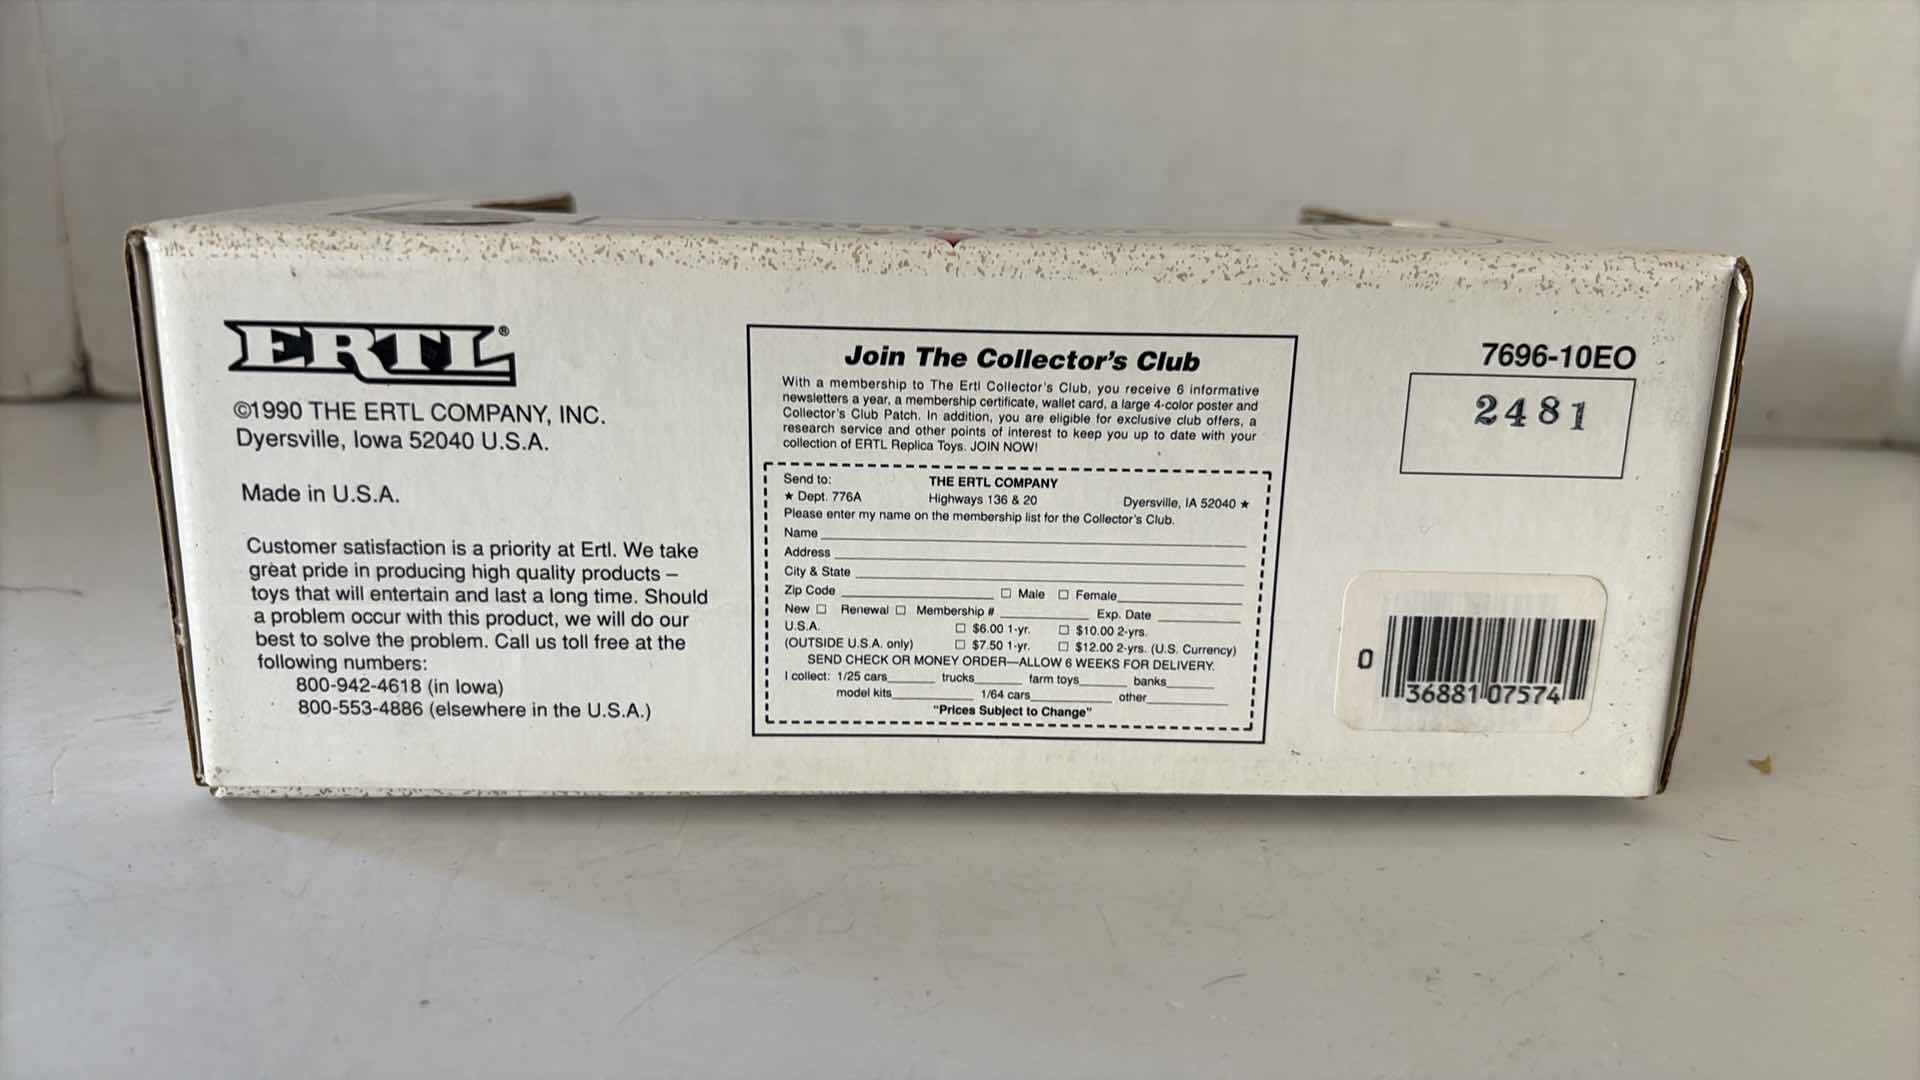 ERTL®
©1990 THE ERTL COMPANY, INC.
Dyersville, Iowa 52040 U.S.A.
Made in U.S.A.
Customer satisfaction is a priority at Ertl. We take
great pride in producing high quality products –
toys that will entertain and last a long time. Should
a problem occur with this product, we will do our
best to solve the problem. Call us toll free at the
following numbers:
800-942-4618 (in Iowa)
800-553-4886 (elsewhere in the U.S.A.)
Join The Collector's Club
With a membership to The Ertl Collector's Club, you receive 6 informative
newsletters a year, a membership certificate, wallet card, a large 4-color poster and
Collector's Club Patch. In addition, you are eligible for exclusive club offers, a
research service and other points of interest to keep you up to date with your
collection of ERTL Replica Toys. JOIN NOW!
Send to: THE ERTL COMPANY
★ Dept. 776A Highways 136 & 20 Dyersville, IA 52040 ★
Please enter my name on the membership list for the Collector's Club.
Name
Address
City & State
Zip Code ☐ Male ☐ Female
New ☐ Renewal ☐ Membership # Exp. Date
U.S.A. ☐ $6.00 1-yr. ☐ $10.00 2-yrs.
(OUTSIDE U.S.A. only) ☐ $7.50 1-yr. ☐ $12.00 2-yrs. (U.S. Currency)
SEND CHECK OR MONEY ORDER—ALLOW 6 WEEKS FOR DELIVERY.
I collect: 1/25 cars trucks farm toys banks
model kits 1/64 cars other
"Prices Subject to Change"
7696-10EO
2481
0 36881 07574